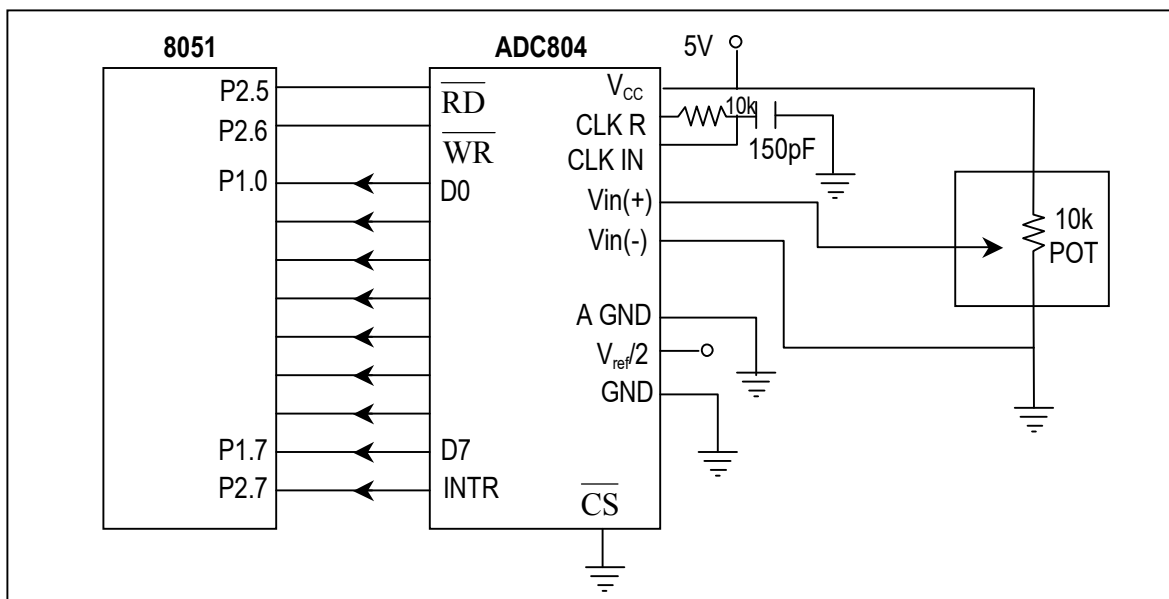 8051
ADC804
5V
P2.5
RD
VCC
10k
P2.6
CLK R
WR
150pF
CLK IN
P1.0
D0
Vin(+)
10k
Vin(-)
POT
A GND
Vref/2
GND
P1.7
D7
P2.7
INTR
CS